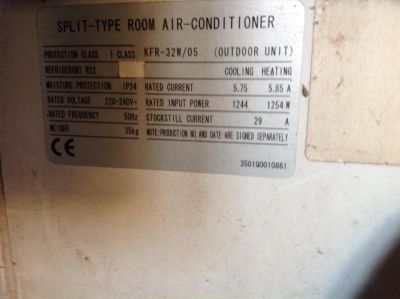 SPLIT-TYPE ROOM AIR-CONDITIONER
PROTECTION CLASS I CLASS KFR-32W/05 (OUTDOOR UNIT)
REFRIGERANT R22 COOLING HEATING
MOISTURE PROTECTION IP24 RATED CURRENT 5.75 5.85 A
RATED VOLTAGE 220-240V~ RATED INPUT POWER 1244 1254 W
RATED FREQUENCY 50Hz STOCKSTILL CURRENT 29 A
WEIGHT 35kg NOTE:PRODUCTION NO. AND DATE ARE SIGNED SEPARATELY
CE
350100010861